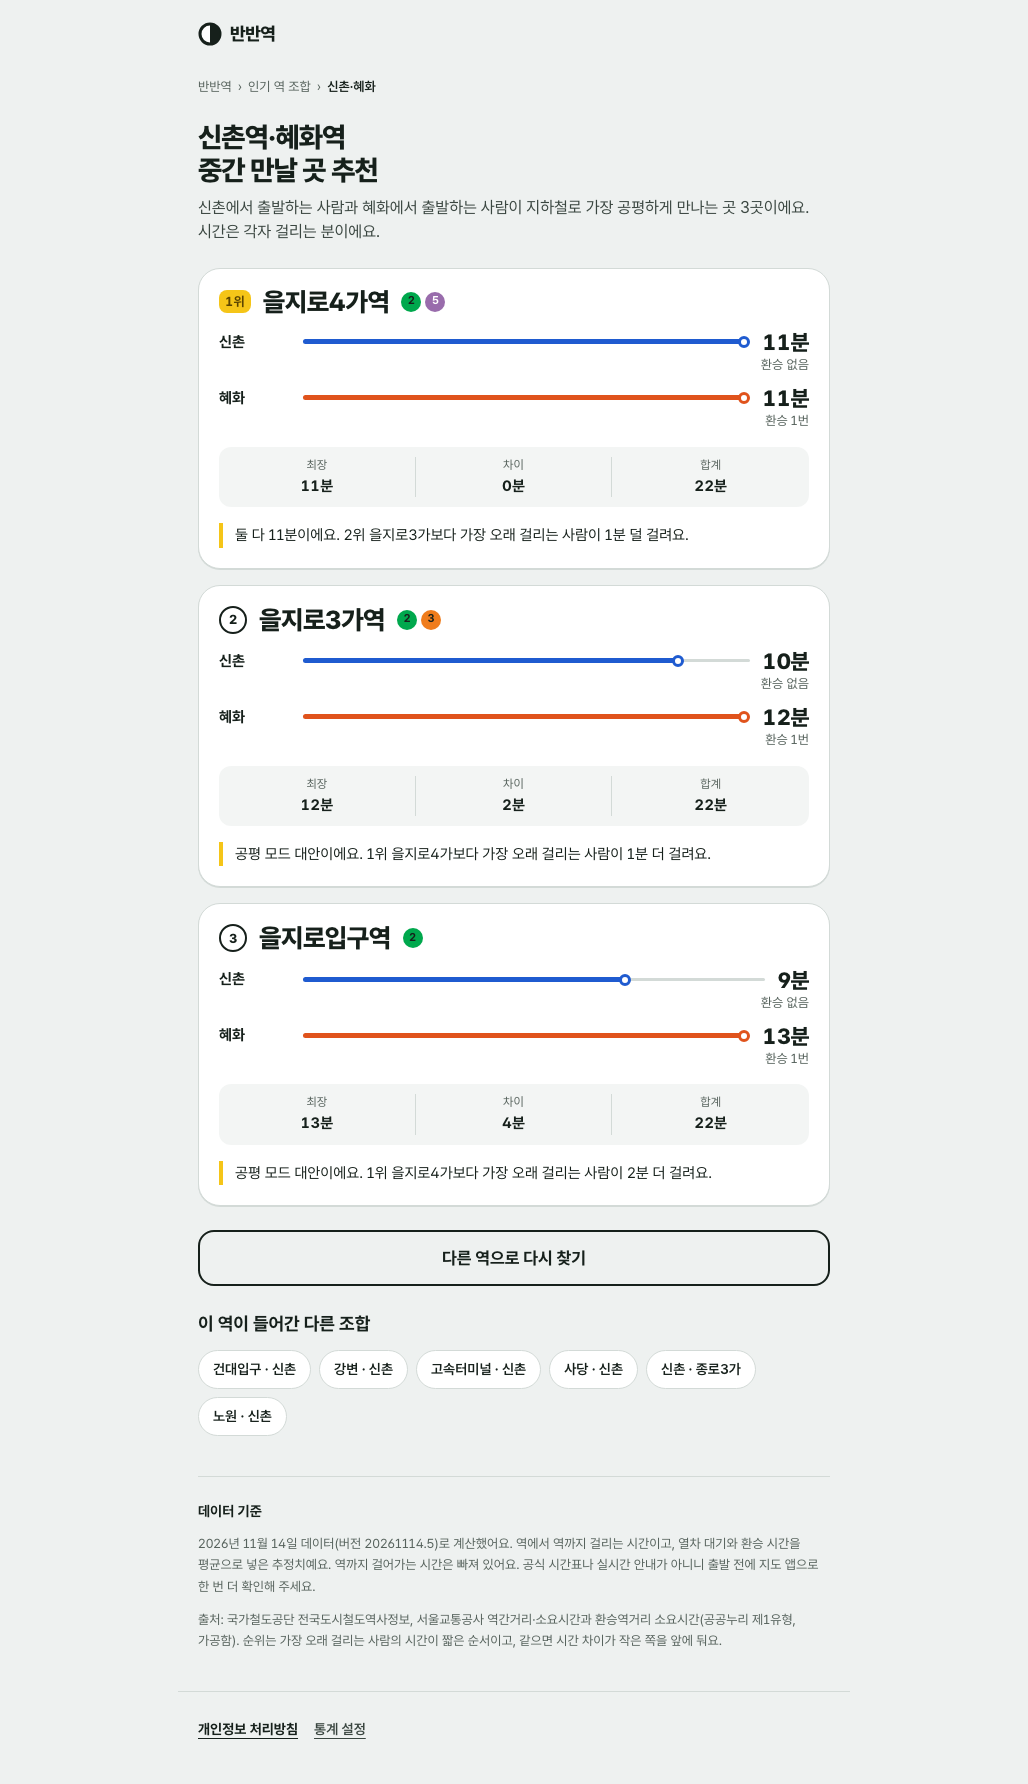 반반역
반반역 › 인기 역 조합 › 신촌·혜화
신촌역·혜화역
중간 만날 곳 추천
신촌에서 출발하는 사람과 혜화에서 출발하는 사람이 지하철로 가장 공평하게 만나는 곳 3곳이에요.
시간은 각자 걸리는 분이에요.
1위 을지로4가역 2 5
신촌 11분
환승 없음
혜화 11분
환승 1번
최장 차이 합계
11분 0분 22분
둘 다 11분이에요. 2위 을지로3가보다 가장 오래 걸리는 사람이 1분 덜 걸려요.
2 을지로3가역 2 3
신촌 10분
환승 없음
혜화 12분
환승 1번
최장 차이 합계
12분 2분 22분
공평 모드 대안이에요. 1위 을지로4가보다 가장 오래 걸리는 사람이 1분 더 걸려요.
3 을지로입구역 2
신촌 9분
환승 없음
혜화 13분
환승 1번
최장 차이 합계
13분 4분 22분
공평 모드 대안이에요. 1위 을지로4가보다 가장 오래 걸리는 사람이 2분 더 걸려요.
다른 역으로 다시 찾기
이 역이 들어간 다른 조합
건대입구 · 신촌 강변 · 신촌 고속터미널 · 신촌 사당 · 신촌 신촌 · 종로3가
노원 · 신촌
데이터 기준
2026년 11월 14일 데이터(버전 20261114.5)로 계산했어요. 역에서 역까지 걸리는 시간이고, 열차 대기와 환승 시간을
평균으로 넣은 추정치예요. 역까지 걸어가는 시간은 빠져 있어요. 공식 시간표나 실시간 안내가 아니니 출발 전에 지도 앱으로
한 번 더 확인해 주세요.
출처: 국가철도공단 전국도시철도역사정보, 서울교통공사 역간거리·소요시간과 환승역거리 소요시간(공공누리 제1유형,
가공함). 순위는 가장 오래 걸리는 사람의 시간이 짧은 순서이고, 같으면 시간 차이가 작은 쪽을 앞에 둬요.
개인정보 처리방침 통계 설정